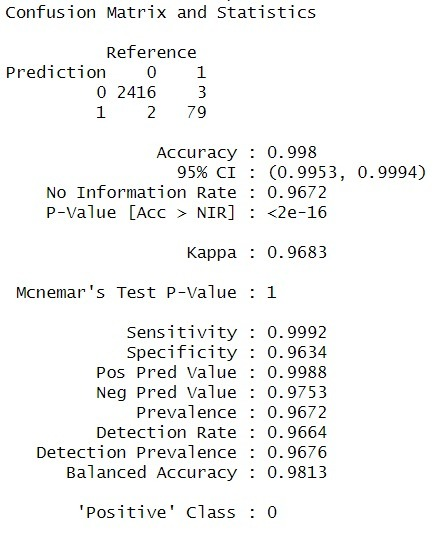 Confusion Matrix and Statistics
Reference
Prediction 0 1
0 2416 3
1 2 79
Accuracy : 0.998
95% CI : (0.9953, 0.9994)
No Information Rate : 0.9672
P-Value [Acc > NIR] : <2e-16
Kappa : 0.9683
Mcnemar's Test P-Value : 1
Sensitivity : 0.9992
Specificity : 0.9634
Pos Pred Value : 0.9988
Neg Pred Value : 0.9753
Prevalence : 0.9672
Detection Rate : 0.9664
Detection Prevalence : 0.9676
Balanced Accuracy : 0.9813
'Positive' Class : 0